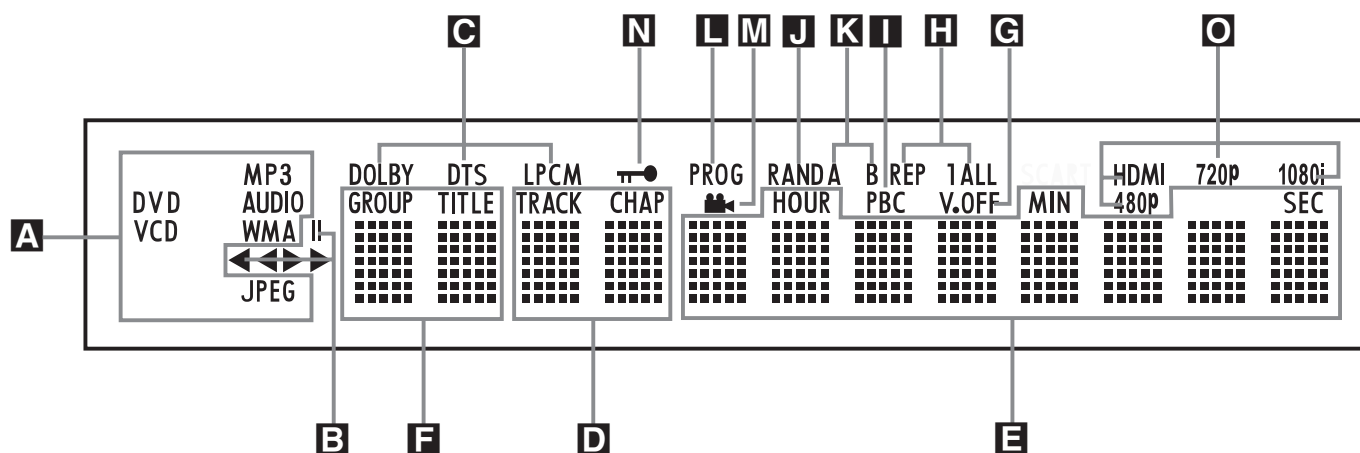 C N L M J K I H G O
MP3 DOLBY DTS LPCM PROG RAND A B REP 1 ALL SCART HDMI 720p 1080i
DVD AUDIO GROUP TITLE TRACK CHAP HOUR PBC V.OFF MIN 480p SEC
A VCD WMA
JPEG
B F D E